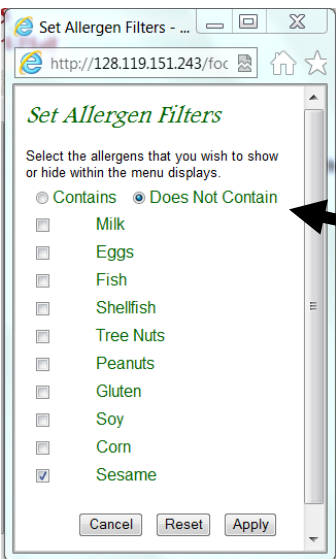 Set Allergen Filters - ...
http://128.119.151.243/foc
Set Allergen Filters
Select the allergens that you wish to show
or hide within the menu displays.
Contains Does Not Contain
Milk
Eggs
Fish
Shellfish
Tree Nuts
Peanuts
Gluten
Soy
Corn
Sesame
Cancel Reset Apply